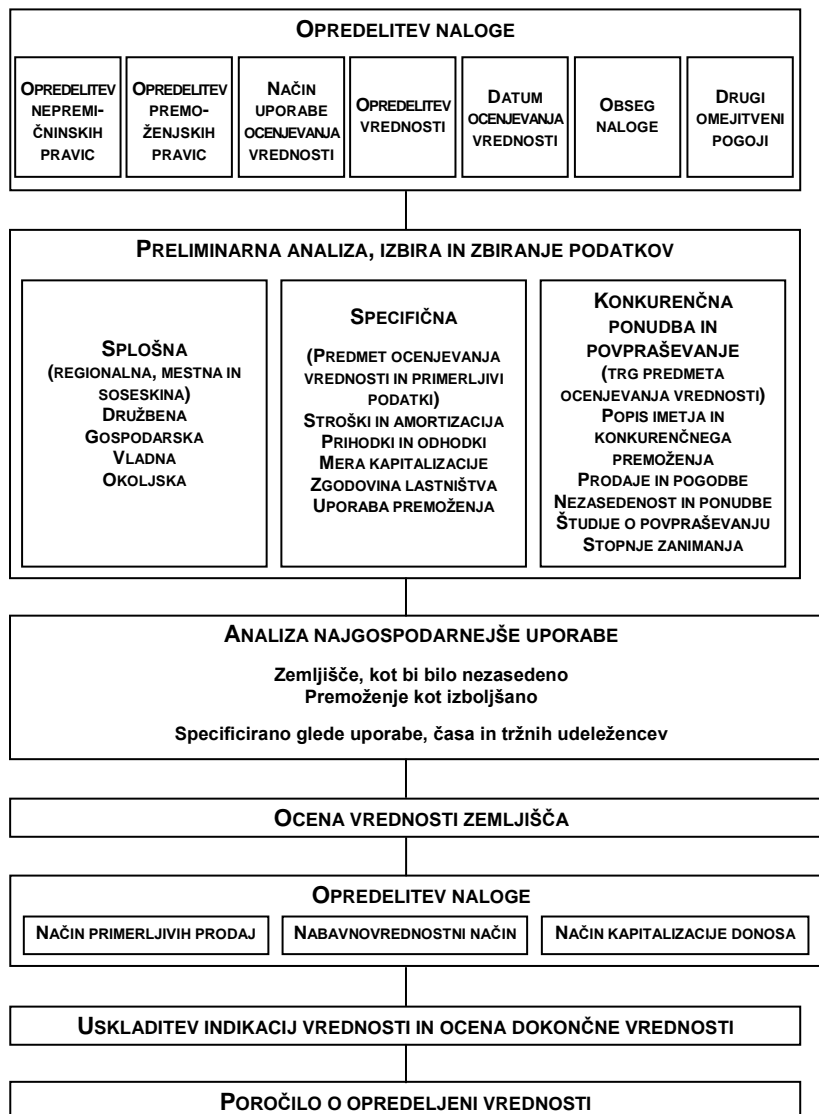 OPREDELITEV NALOGE
OPREDELITEV
NEPREMI-
ČNINSKIH
PRAVIC
OPREDELITEV
PREMO-
ŽENJSKIH
PRAVIC
NAČIN
UPORABE
OCENJEVANJA
VREDNOSTI
OPREDELITEV
VREDNOSTI
DATUM
OCENJEVANJA
VREDNOSTI
OBSEG
NALOGE
DRUGI
OMEJITVENI
POGOJI
PRELIMINARNA ANALIZA, IZBIRA IN ZBIRANJE PODATKOV
SPLOŠNA
(REGIONALNA, MESTNA IN
SOSESKINA)
DRUŽBENA
GOSPODARSKA
VLADNA
OKOLJSKA
SPECIFIČNA
(PREDMET OCENJEVANJA
VREDNOSTI IN PRIMERLJIVI
PODATKI)
STROŠKI IN AMORTIZACIJA
PRIHODKI IN ODHODKI
MERA KAPITALIZACIJE
ZGODOVINA LASTNIŠTVA
UPORABA PREMOŽENJA
KONKURENČNA
PONUDBA IN
POVPRAŠEVANJE
(TRG PREDMETA
OCENJEVANJA VREDNOSTI)
POPIS IMETJA IN
KONKURENČNEGA
PREMOŽENJA
PRODAJE IN POGODBE
NEZASEDENOST IN PONUDBE
ŠTUDIJE O POVPRAŠEVANJU
STOPNJE ZANIMANJA
ANALIZA NAJGOSPODARNEJŠE UPORABE
Zemljišče, kot bi bilo nezasedeno
Premoženje kot izboljšano
Specificirano glede uporabe, časa in tržnih udeležencev
OCENA VREDNOSTI ZEMLJIŠČA
OPREDELITEV NALOGE
NAČIN PRIMERLJIVIH PRODAJ
NABAVNOVREDNOSTNI NAČIN
NAČIN KAPITALIZACIJE DONOSA
USKLADITEV INDIKACIJ VREDNOSTI IN OCENA DOKONČNE VREDNOSTI
POROČILO O OPREDELJENI VREDNOSTI